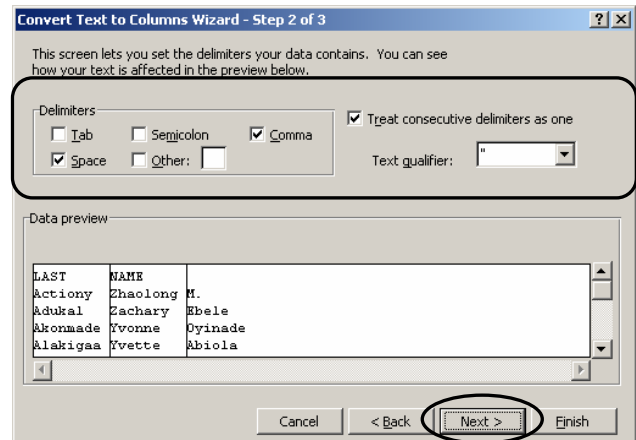 Convert Text to Columns Wizard - Step 2 of 3
This screen lets you set the delimiters your data contains. You can see
how your text is affected in the preview below.
Delimiters
Tab Semicolon Comma
Space Other:
Treat consecutive delimiters as one
Text qualifier: "
Data preview
LAST NAME
Actiony Zhaolong M.
Adukal Zachary Ebele
Akonmade Yvonne Oyinade
Alakigaa Yvette Abiola
Cancel < Back Next > Finish